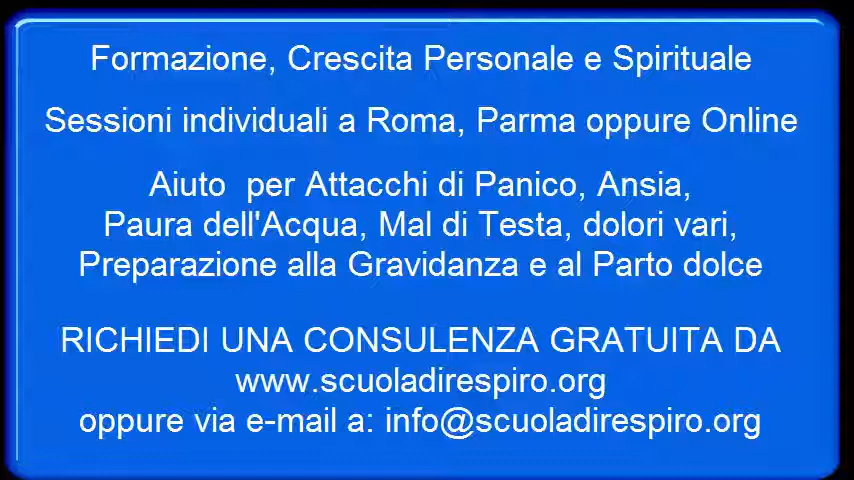 Formazione, Crescita Personale e Spirituale
Sessioni individuali a Roma, Parma oppure Online
Aiuto  per Attacchi di Panico, Ansia,
Paura dell'Acqua, Mal di Testa, dolori vari,
Preparazione alla Gravidanza e al Parto dolce
RICHIEDI UNA CONSULENZA GRATUITA DA
www.scuoladirespiro.org
oppure via e-mail a: info@scuoladirespiro.org